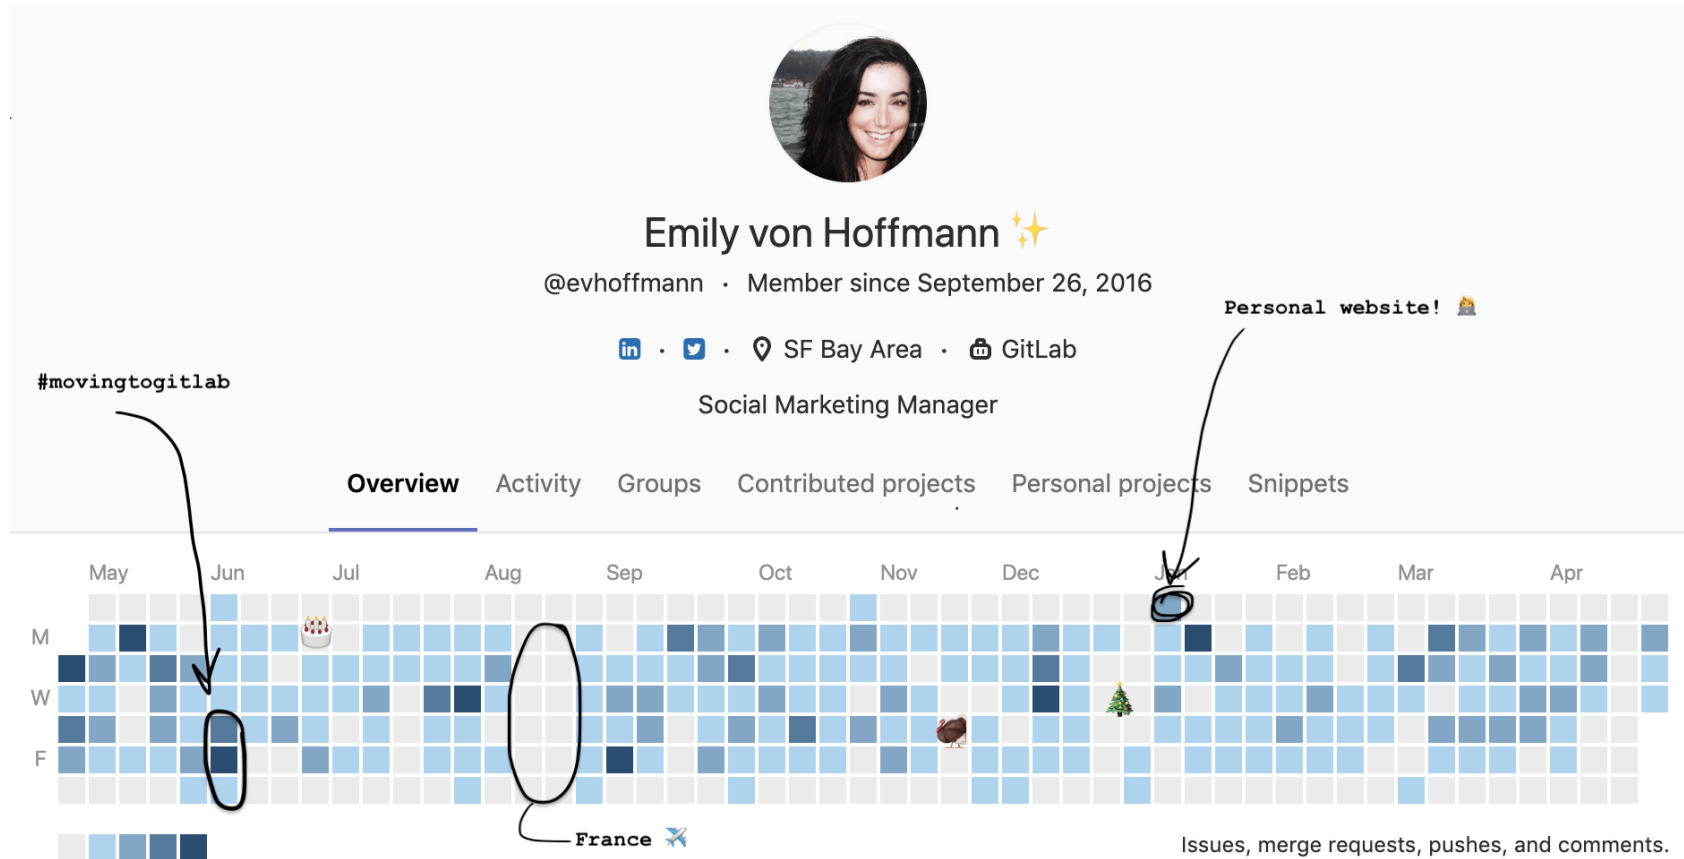 Emily von Hoffmann ✨
@evhoffmann · Member since September 26, 2016
Personal website! 👩‍💻
in · · SF Bay Area · GitLab
#movingtogitlab
Social Marketing Manager
Overview Activity Groups Contributed projects Personal projects Snippets
May Jun Jul Aug Sep Oct Nov Dec Jan Feb Mar Apr
M
W
F
France ✈️
Issues, merge requests, pushes, and comments.